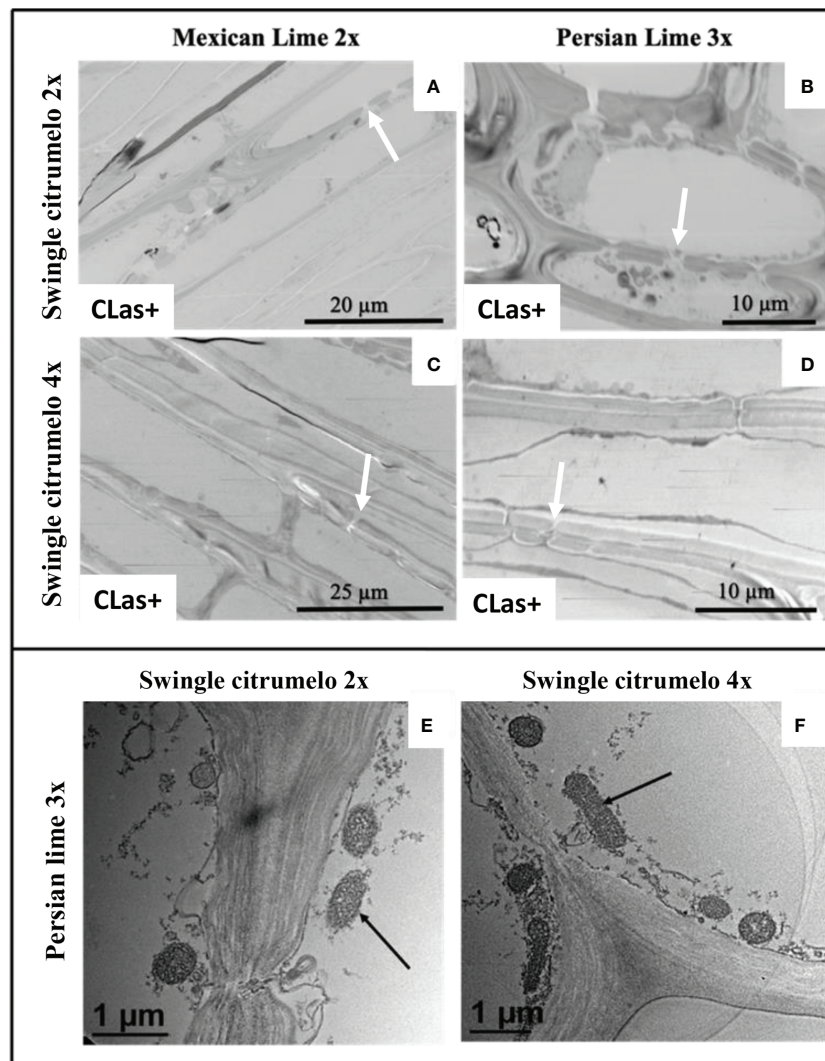 Mexican Lime 2x
Persian Lime 3x
Swingle citrumelo 2x
A
CLas+
20 µm
B
10 µm
Swingle citrumelo 4x
C
CLas+
25 µm
D
CLas+
10 µm
Swingle citrumelo 2x
Swingle citrumelo 4x
Persian lime 3x
E
1 µm
F
1 µm